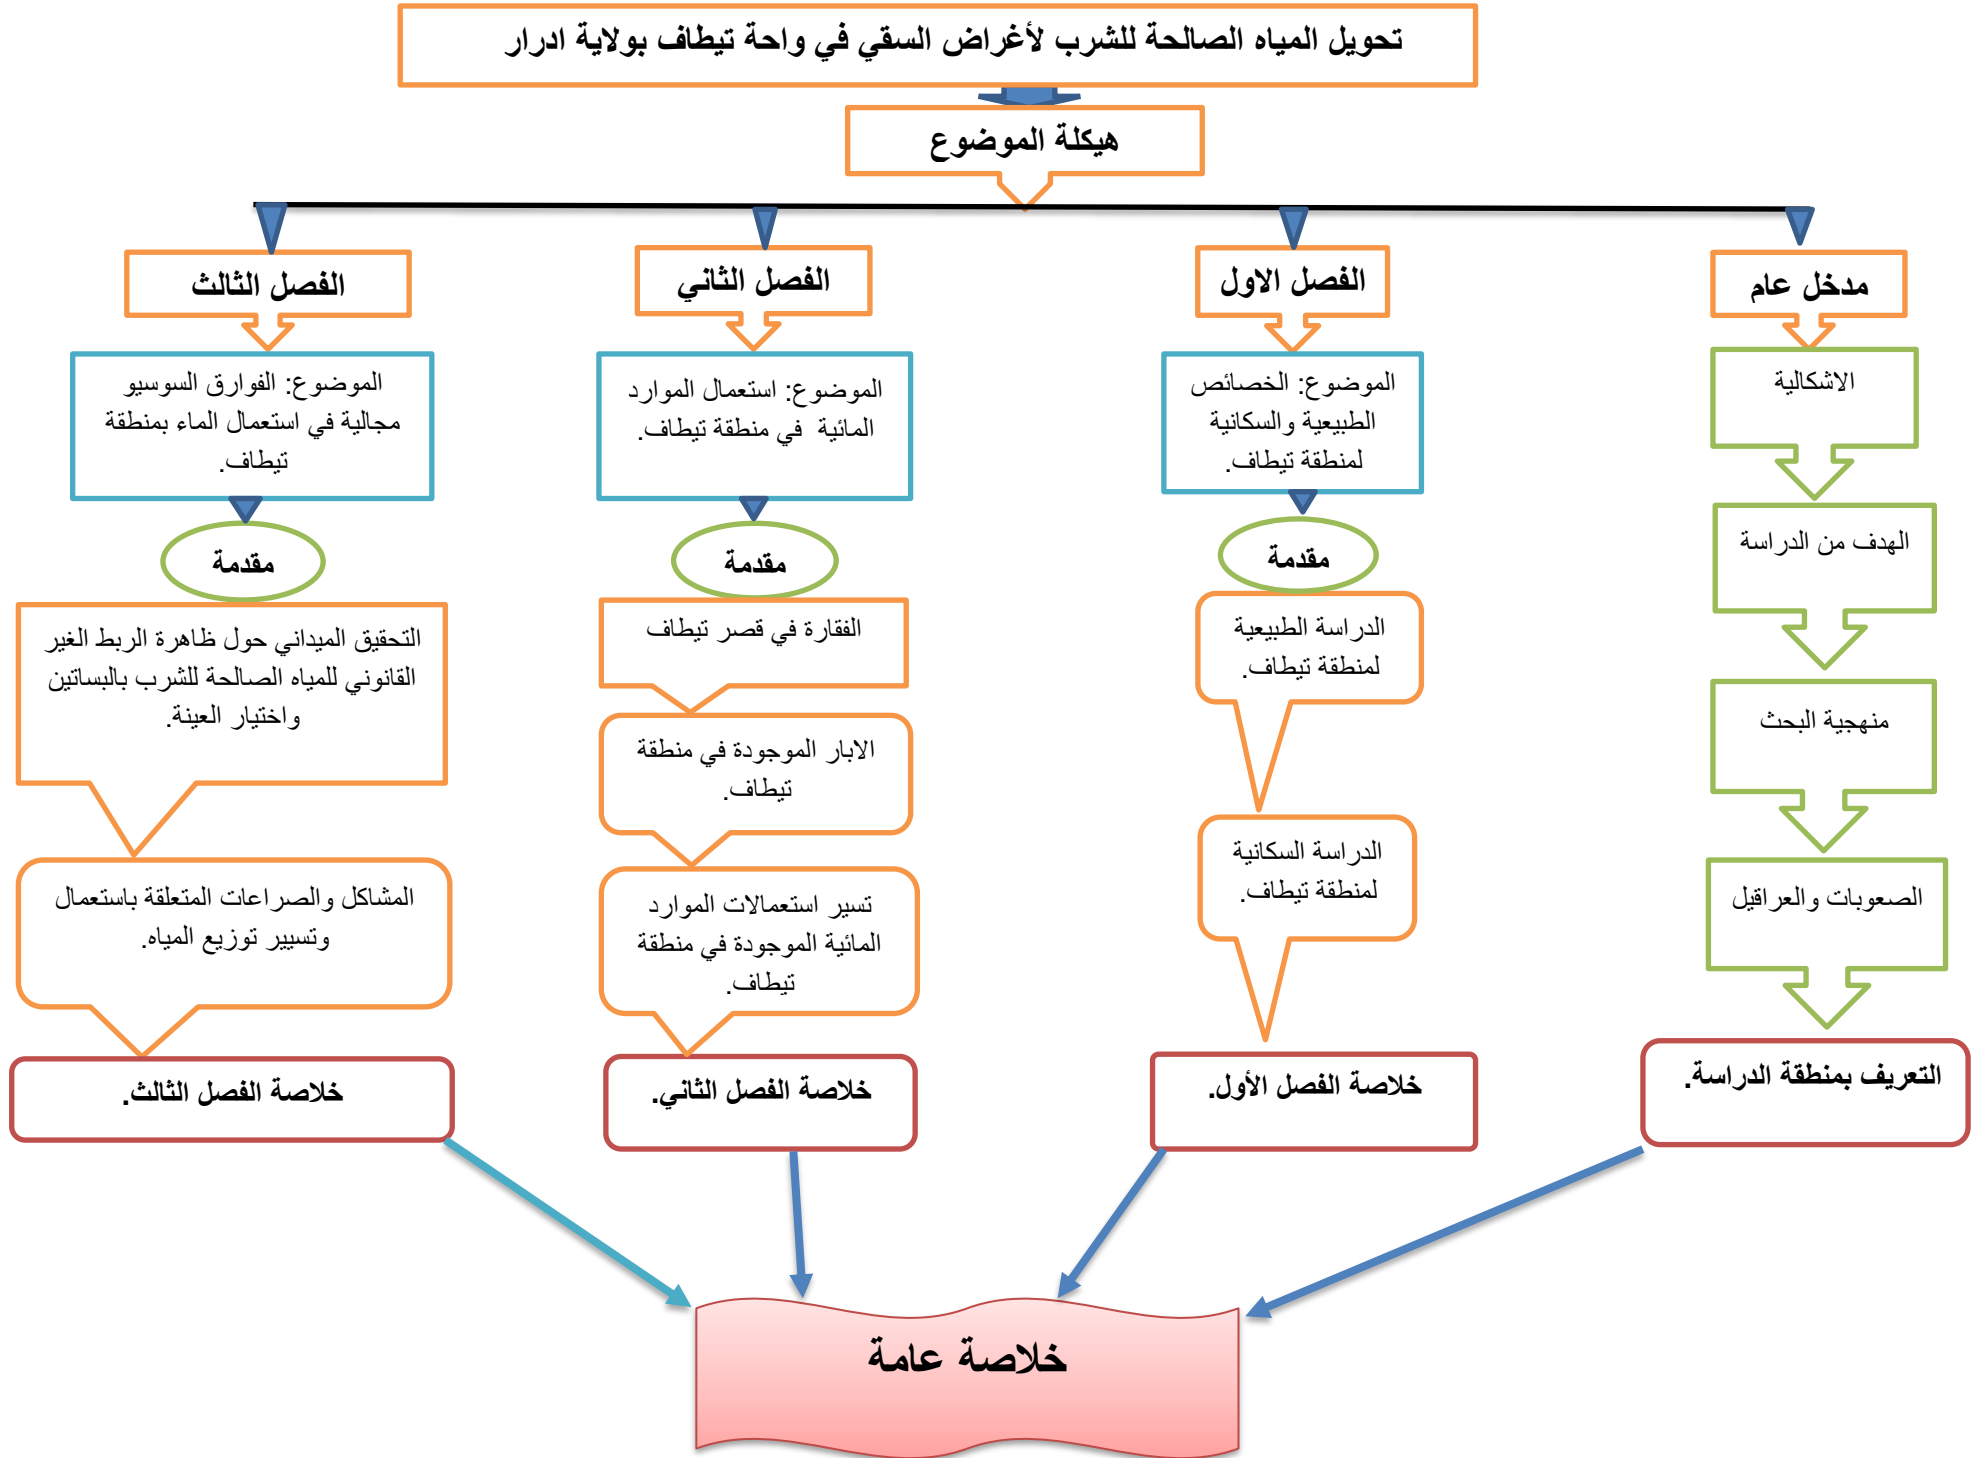 تحويل المياه الصالحة للشرب لأغراض السقي في واحة تيطاف بولاية ادرار
هيكلة الموضوع
مدخل عام
الاشكالية
الهدف من الدراسة
منهجية البحث
الصعوبات والعراقيل
التعريف بمنطقة الدراسة.
الفصل الاول
الموضوع: الخصائص
الطبيعية والسكانية
لمنطقة تيطاف.
مقدمة
الدراسة الطبيعية
لمنطقة تيطاف.
الدراسة السكانية
لمنطقة تيطاف.
خلاصة الفصل الأول.
الفصل الثاني
الموضوع: استعمال الموارد
المائية في منطقة تيطاف.
مقدمة
الفقارة في قصر تيطاف
الابار الموجودة في منطقة
تيطاف.
تسير استعمالات الموارد
المائية الموجودة في منطقة
تيطاف.
خلاصة الفصل الثاني.
الفصل الثالث
الموضوع: الفوارق السوسيو
مجالية في استعمال الماء بمنطقة
تيطاف.
مقدمة
التحقيق الميداني حول ظاهرة الربط الغير
القانوني للمياه الصالحة للشرب بالبساتين
واختيار العينة.
المشاكل والصراعات المتعلقة باستعمال
وتسيير توزيع المياه.
خلاصة الفصل الثالث.
خلاصة عامة